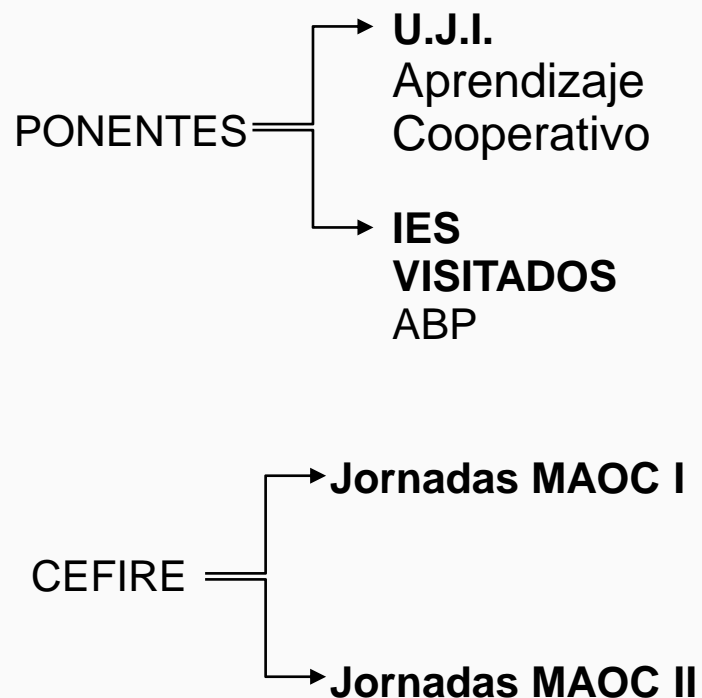 PONENTES
U.J.I.
Aprendizaje
Cooperativo
IES
VISITADOS
ABP
CEFIRE
Jornadas MAOC I
Jornadas MAOC II